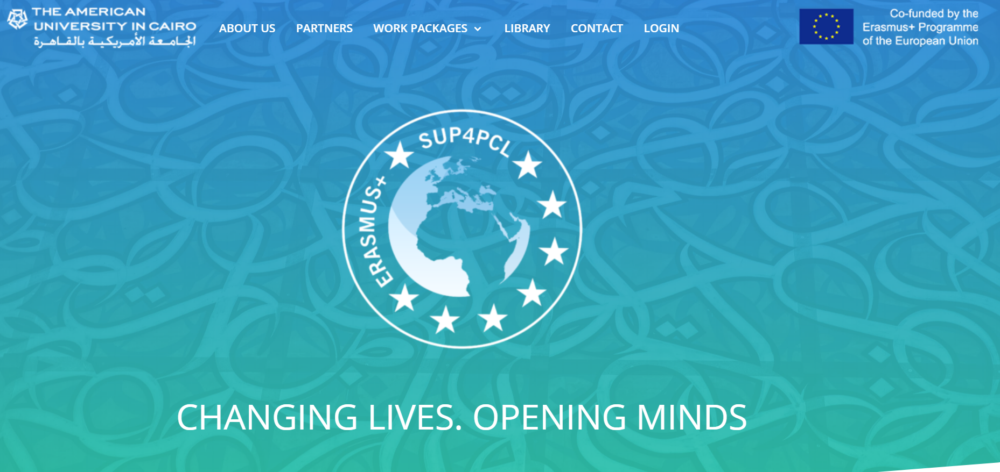 THE AMERICAN
UNIVERSITY IN CAIRO
الجامعة الأمريكية بالقاهرة
ABOUT US
PARTNERS
WORK PACKAGES
LIBRARY
CONTACT
LOGIN
Co-funded by the
Erasmus+ Programme
of the European Union
SUP4PCL
ERASMUS+
CHANGING LIVES. OPENING MINDS